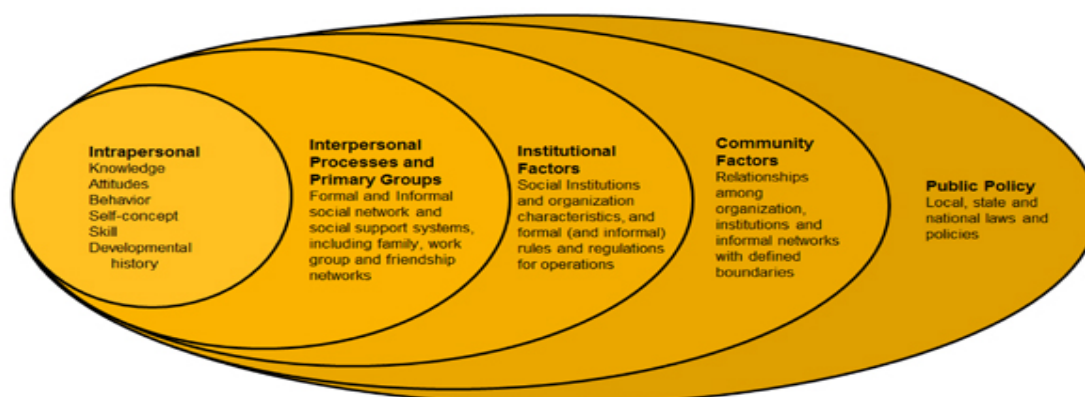 Intrapersonal
Knowledge
Attitudes
Behavior
Self-concept
Skill
Developmental
history
Interpersonal
Processes and
Primary Groups
Formal and Informal
social network and
social support systems,
including family, work
group and friendship
networks
Institutional
Factors
Social Institutions
and organization
characteristics, and
formal (and informal)
rules and regulations
for operations
Community
Factors
Relationships
among
organization,
institutions and
informal networks
with defined
boundaries
Public Policy
Local, state and
national laws and
policies